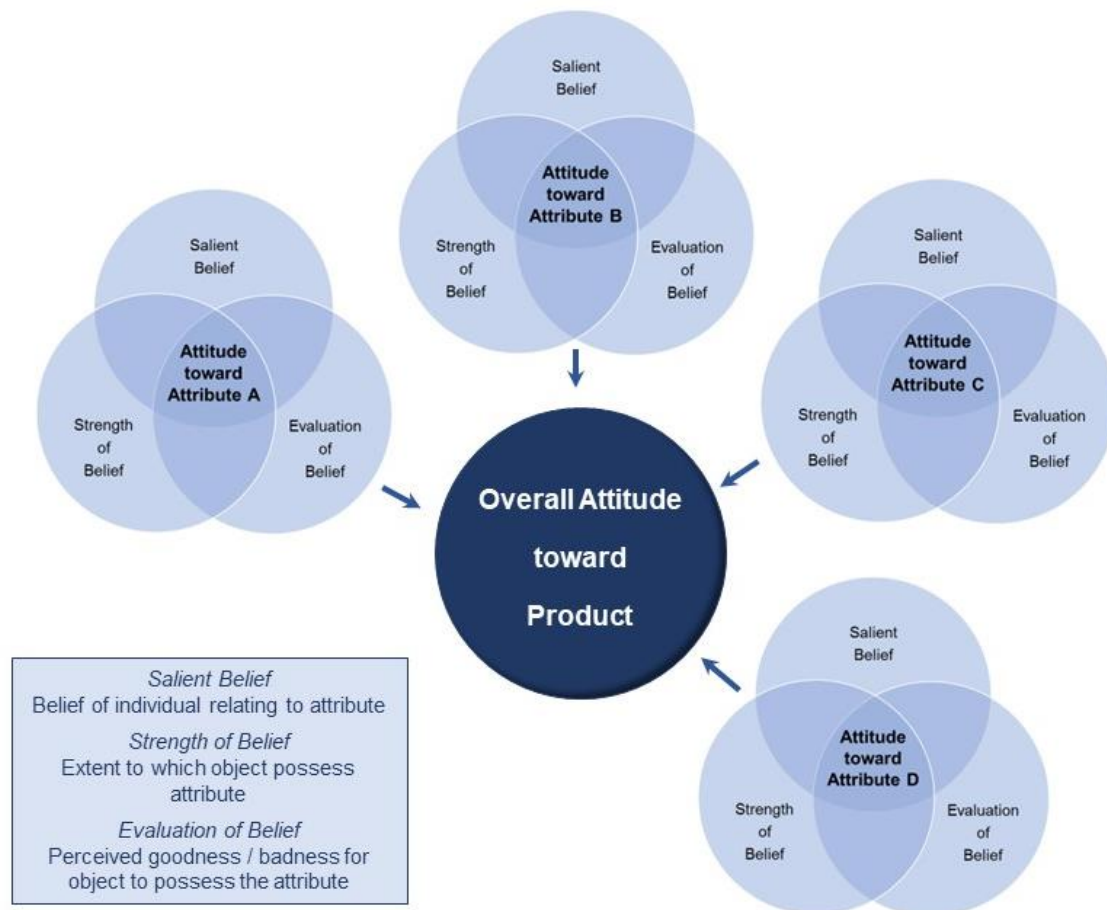 Salient
Belief
Strength
of
Belief
Evaluation
of
Belief
Attitude
toward
Attribute A
Salient
Belief
Strength
of
Belief
Evaluation of
Belief
Attitude
toward
Attribute B
Salient
Belief
Strength
of
Belief
Evaluation of
Belief
Attitude
toward
Attribute C
Overall Attitude
toward
Product
Salient
Belief
Strength of
Belief
Evaluation of
Belief
Attitude
toward
Attribute D
Salient Belief
Belief of individual relating to attribute
Strength of Belief
Extent to which object possess
attribute
Evaluation of Belief
Perceived goodness / badness for
object to possess the attribute